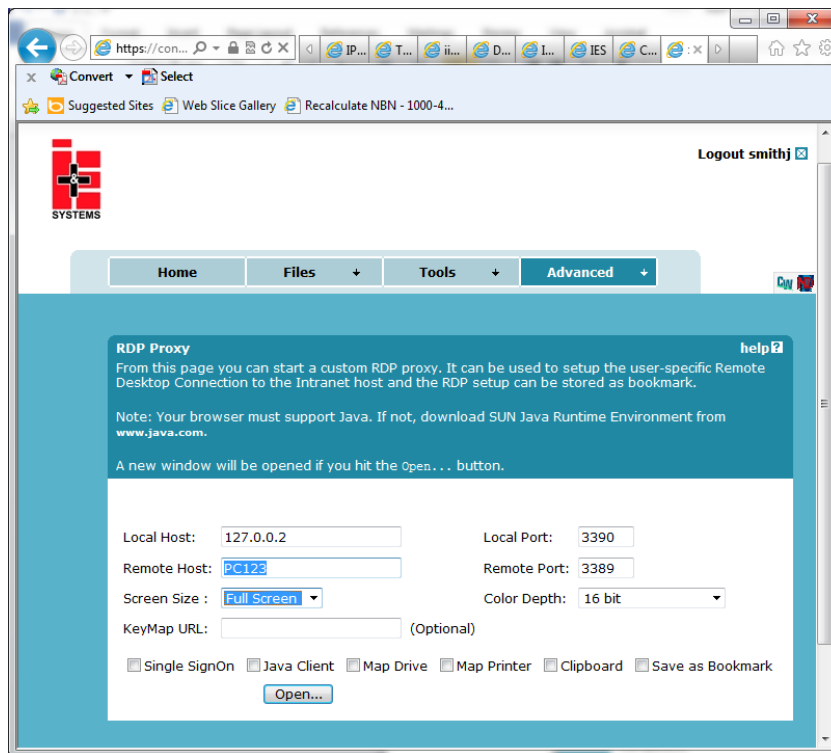 https://con...
IP...
T...
ii...
D...
I...
IES
C...
:
x Convert Select
Suggested Sites Web Slice Gallery Recalculate NBN - 1000-4...
I & E
SYSTEMS
Logout smithj
Home Files Tools Advanced
CW
RDP Proxy help?
From this page you can start a custom RDP proxy. It can be used to setup the user-specific Remote
Desktop Connection to the Intranet host and the RDP setup can be stored as bookmark.
Note: Your browser must support Java. If not, download SUN Java Runtime Environment from
www.java.com.
A new window will be opened if you hit the Open... button.
Local Host: 127.0.0.2 Local Port: 3390
Remote Host: PC123 Remote Port: 3389
Screen Size : Full Screen Color Depth: 16 bit
KeyMap URL: (Optional)
Single SignOn Java Client Map Drive Map Printer Clipboard Save as Bookmark
Open...